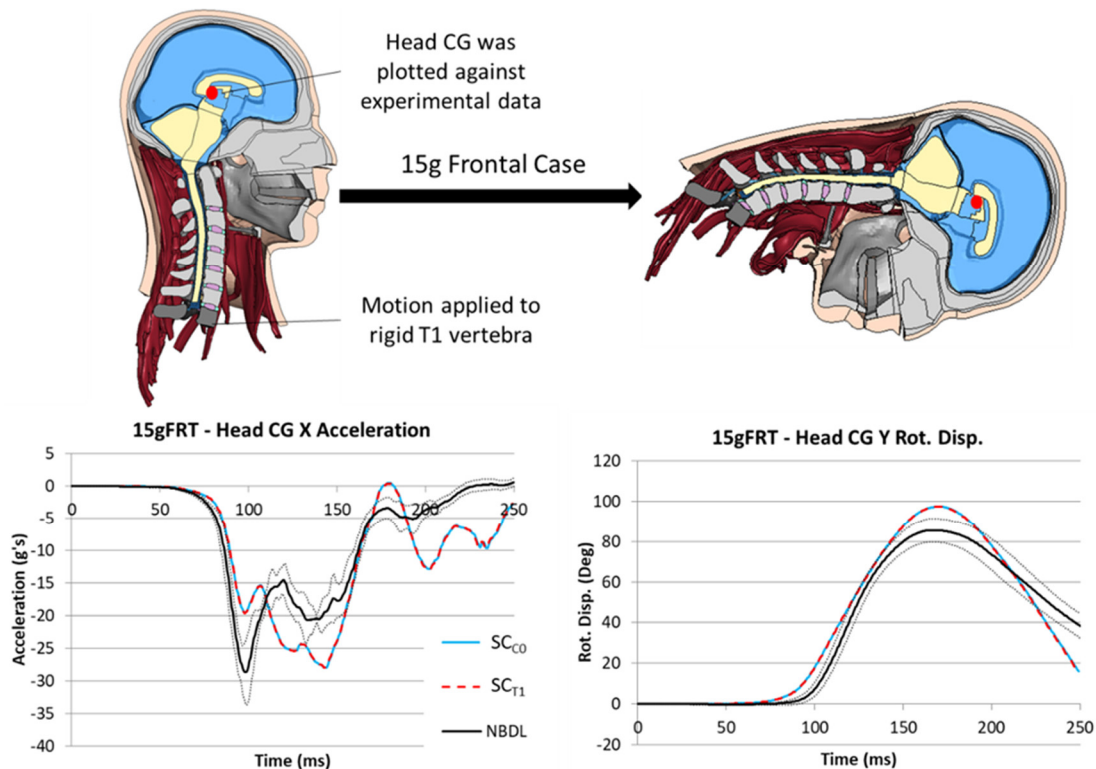 Head CG was
plotted against
experimental data
15g Frontal Case
Motion applied to
rigid T1 vertebra
15gFRT - Head CG X Acceleration
Acceleration (g's)
5
0
-5
-10
-15
-20
-25
-30
-35
-40
0 50 100 150 200 250
Time (ms)
SCC0
SCT1
NBDL
15gFRT - Head CG Y Rot. Disp.
Rot. Disp. (Deg)
120
100
80
60
40
20
0
-20
0 50 100 150 200 250
Time (ms)